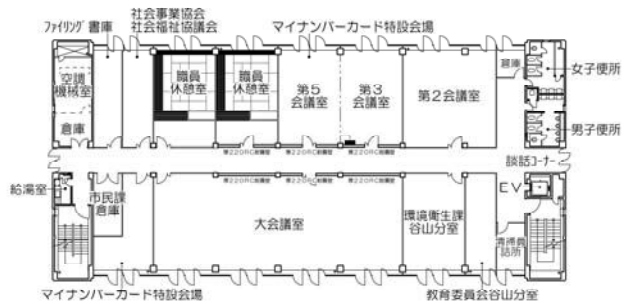 社会事業協会
ファイリング書庫
社会福祉協議会
マイナンバーカード特設会場
空調
機械室
職員
休憩室
職員
休憩室
第5
会議室
第3
会議室
第2会議室
倉庫
女子便所
倉庫
男子便所
談話コーナー
給湯室
市民課
倉庫
大会議室
環境衛生課
谷山分室
EV
清掃員
詰所
マイナンバーカード特設会場
教育委員会谷山分室